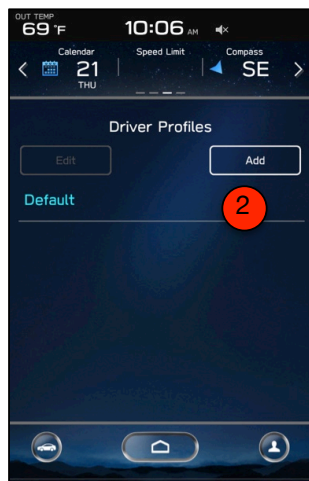 OUT TEMP
69 °F 10:06 AM
Calendar Speed Limit Compass
21 SE
THU _ _ _ _
Driver Profiles
Edit Add
Default
2